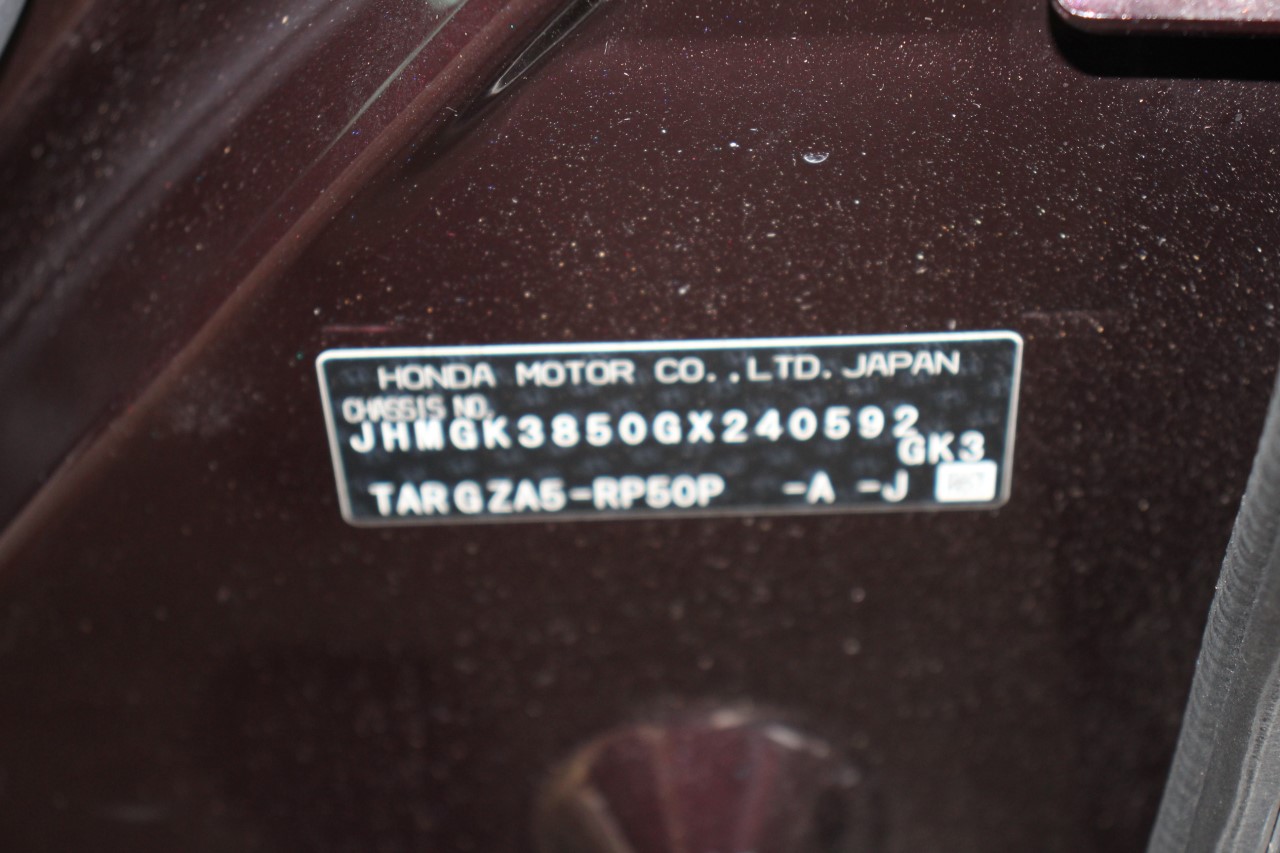 HONDA MOTOR CO.,LTD.JAPAN
CHASSIS NO.
JHMGK3850GX240592
GK3
TARGZA5-RP50P -A -J